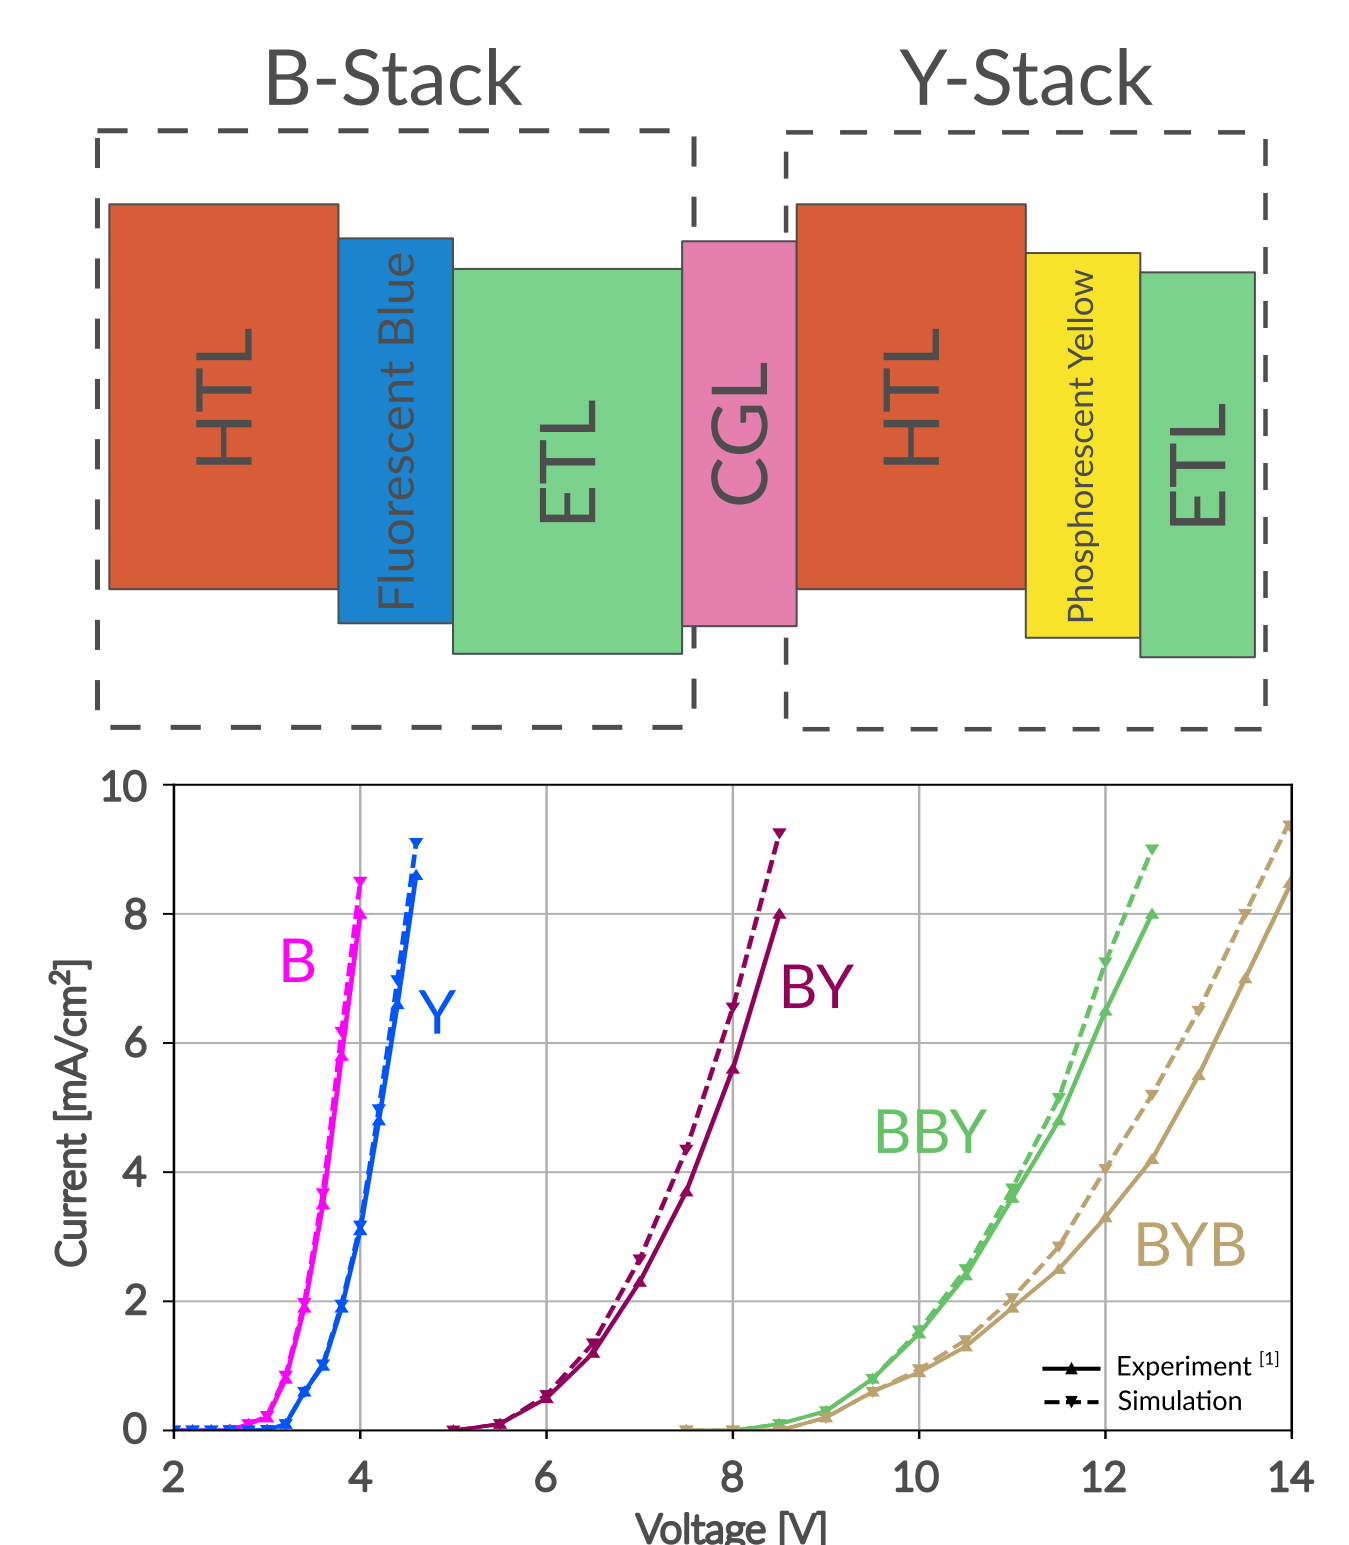 B-Stack
Y-Stack
HTL
Fluorescent Blue
ETL
CGL
HTL
Phosphorescent Yellow
ETL
10
8
6
4
2
0
Current [mA/cm²]
B
Y
BY
BBY
BYB
Experiment [1]
Simulation
2 4 6 8 10 12 14
Voltage [V]